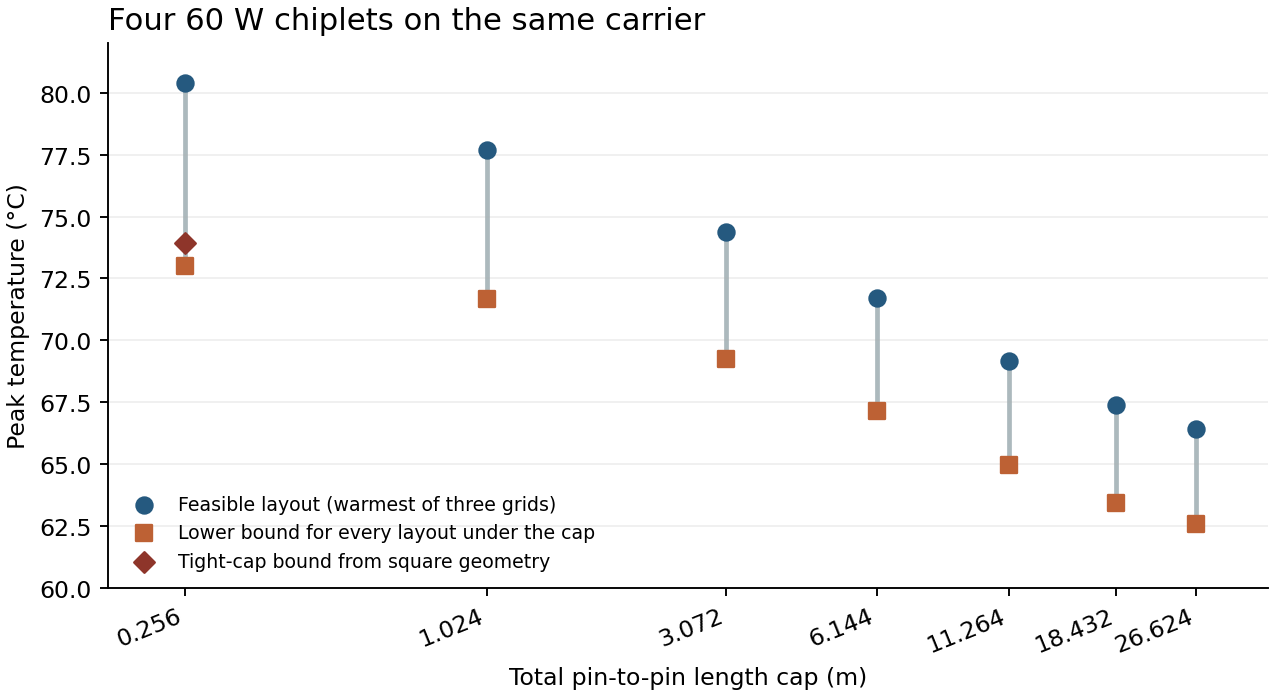 Four 60 W chiplets on the same carrier
Peak temperature (°C)
80.0
77.5
75.0
72.5
70.0
67.5
65.0
62.5
60.0
Feasible layout (warmest of three grids)
Lower bound for every layout under the cap
Tight-cap bound from square geometry
0.256
1.024
3.072
6.144
11.264
18.432
26.624
Total pin-to-pin length cap (m)